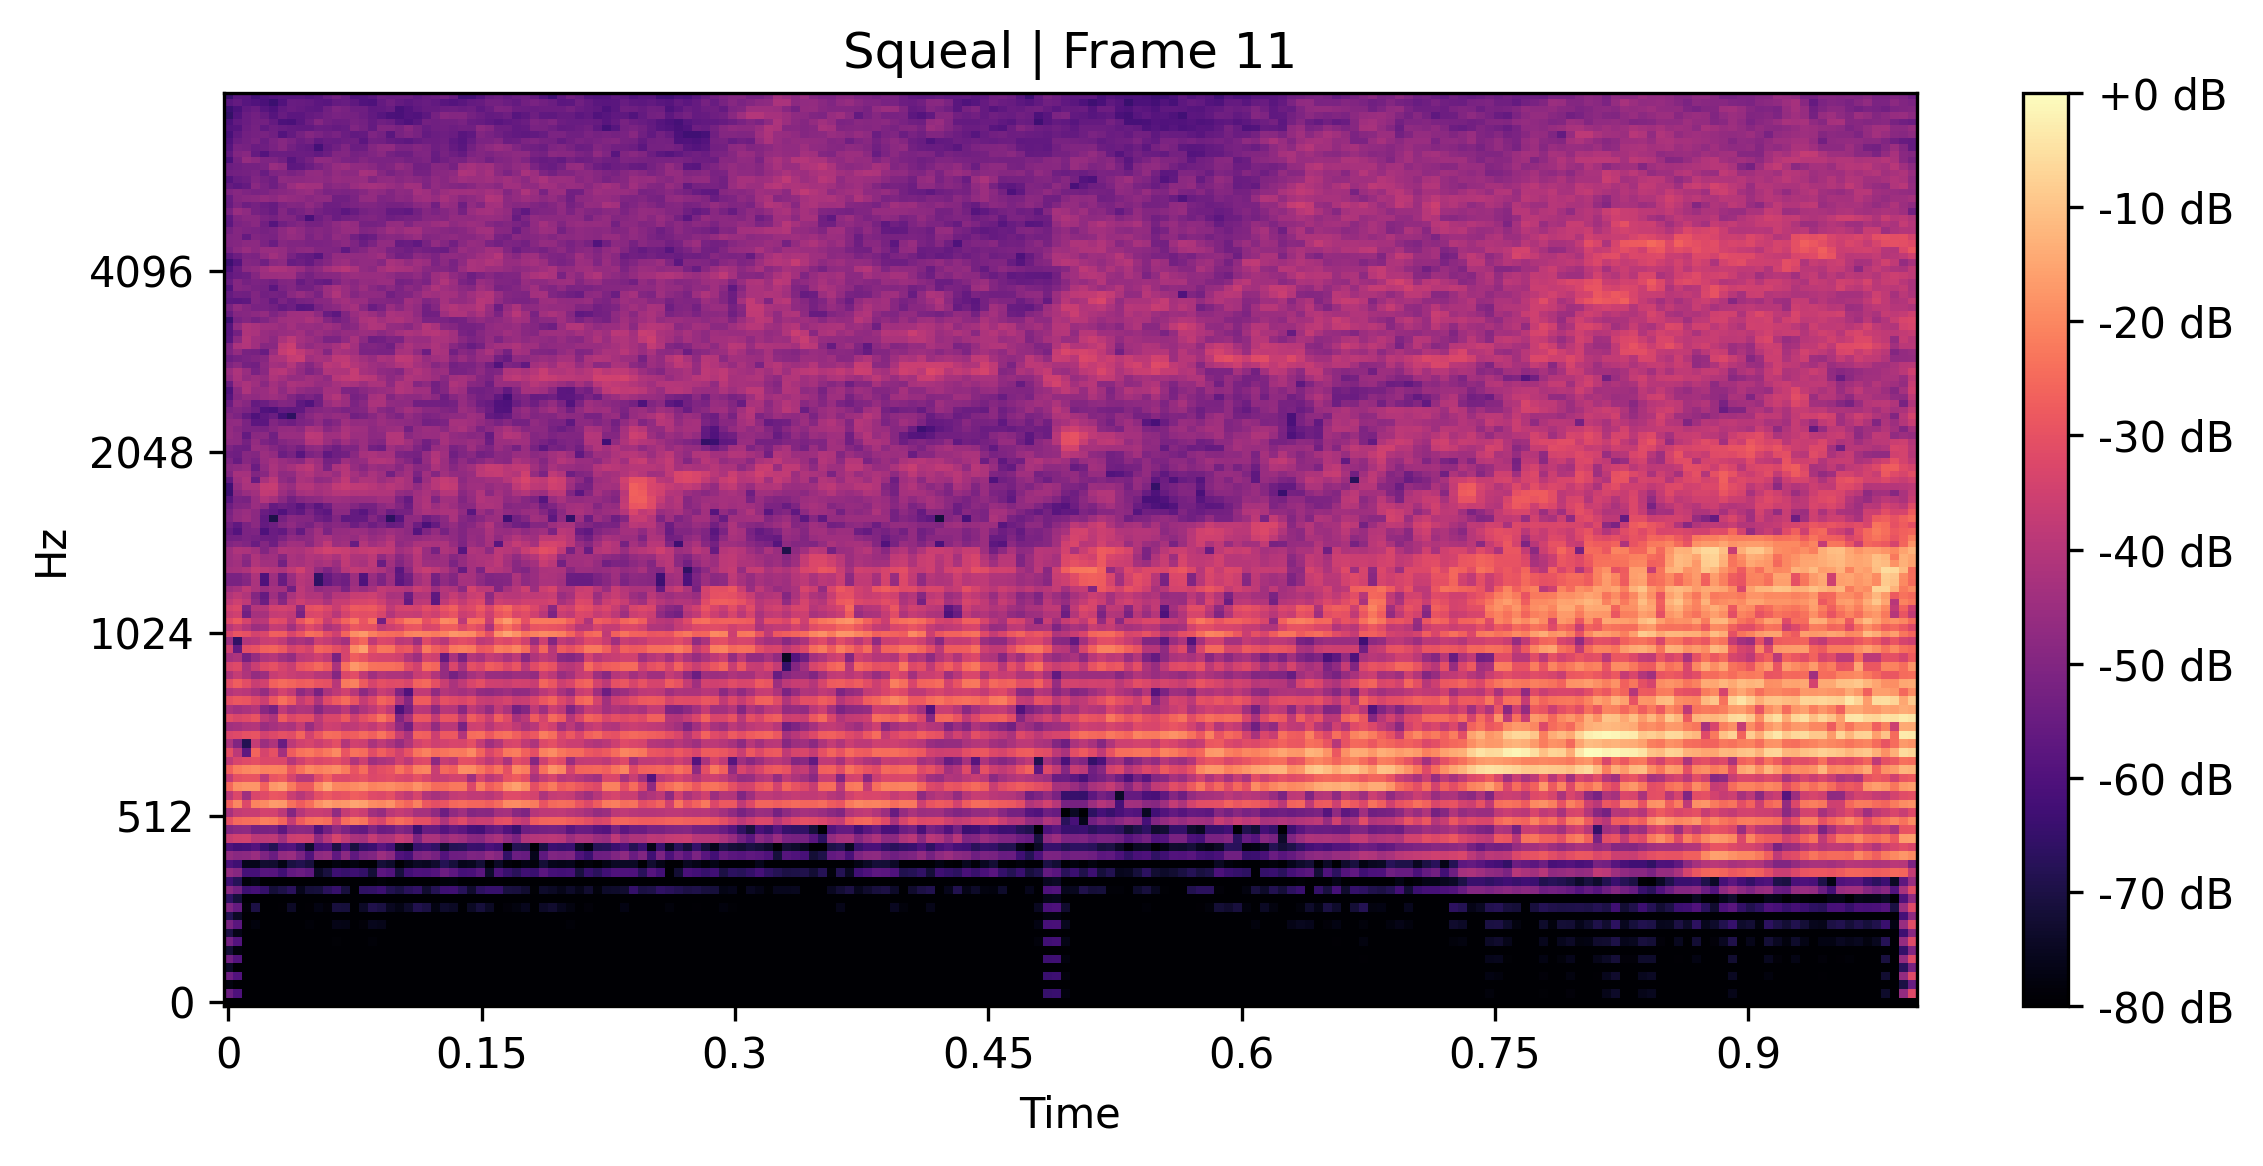 Squeal | Frame 11
+0 dB
-10 dB
-20 dB
-30 dB
-40 dB
-50 dB
-60 dB
-70 dB
-80 dB
Hz
4096
2048
1024
512
0
0 0.15 0.3 0.45 0.6 0.75 0.9
Time